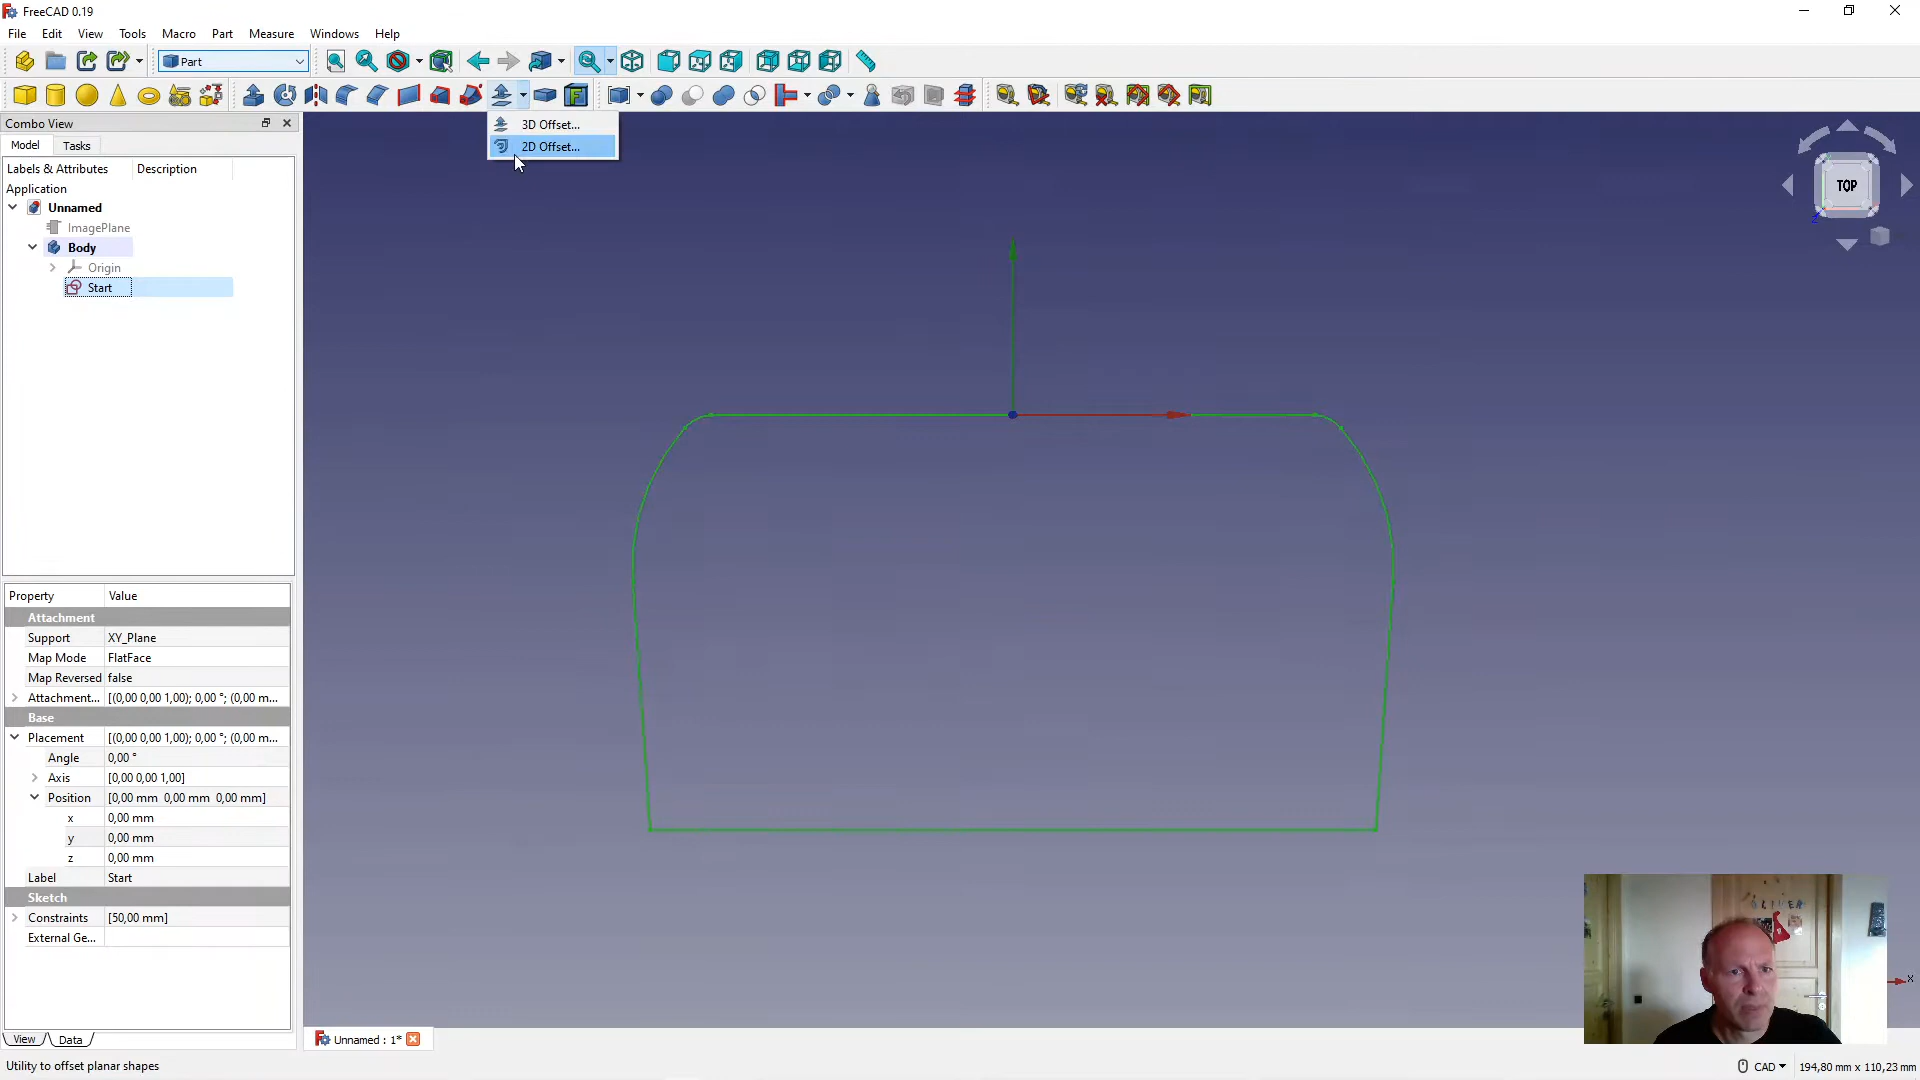 FreeCAD 0.19
File Edit View Tools Macro Part Measure Windows Help
Part
Combo View
3D Offset...
2D Offset...
Model Tasks
Labels & Attributes Description
Application
Unnamed
ImagePlane
Body
Origin
Start
TOP
Property Value
Attachment
Support XY_Plane
Map Mode FlatFace
Map Reversed false
Attachment... [(0,00 0,00 1,00); 0,00 °; (0,00 m...
Base
Placement [(0,00 0,00 1,00); 0,00 °; (0,00 m...
Angle 0,00 °
Axis [0,00 0,00 1,00]
Position [0,00 mm 0,00 mm 0,00 mm]
x 0,00 mm
y 0,00 mm
z 0,00 mm
Label Start
Sketch
Constraints [50,00 mm]
External Ge...
OLIVER
X
View Data
Unnamed : 1*
Utility to offset planar shapes
CAD 194,80 mm x 110,23 mm